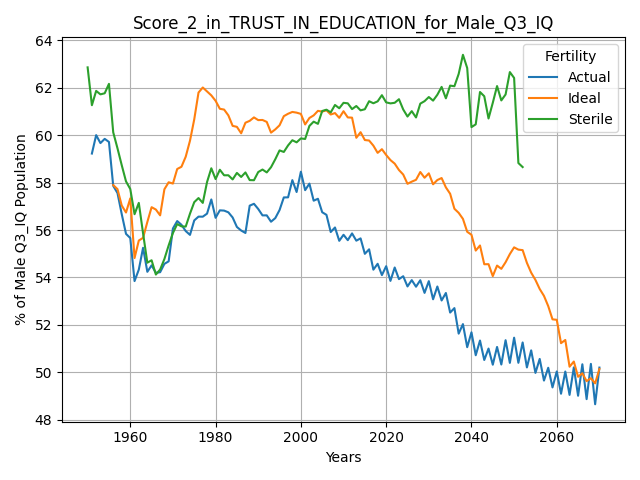 Score_2_in_TRUST_IN_EDUCATION_for_Male_Q3_IQ
% of Male Q3_IQ Population
64
62
60
58
56
54
52
50
48
Fertility
Actual
Ideal
Sterile
1960
1980
2000
2020
2040
2060
Years